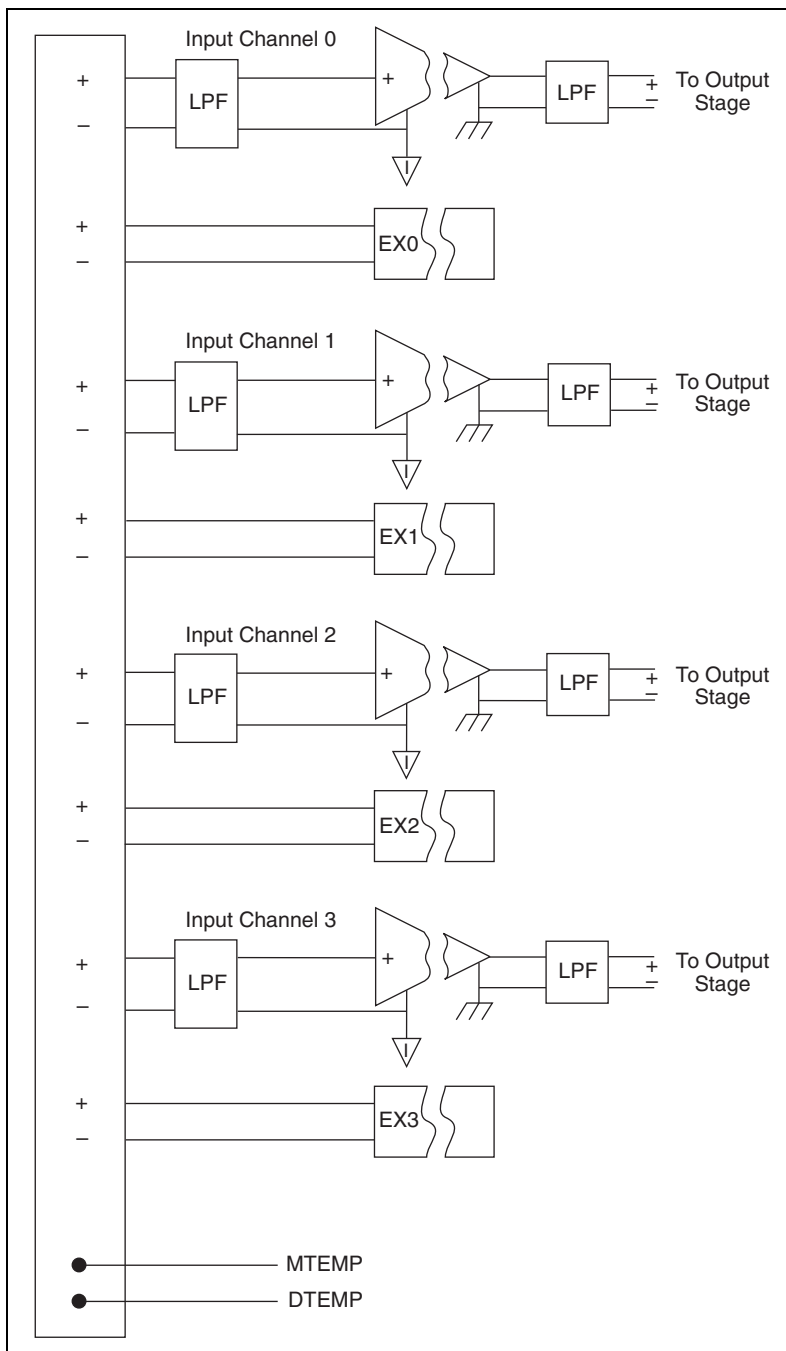 Input Channel 0
+ LPF + LPF + To Output
– – Stage
I
+ EX0
–
Input Channel 1
+ LPF + LPF + To Output
– – Stage
I
+ EX1
–
Input Channel 2
+ LPF + LPF + To Output
– – Stage
I
+ EX2
–
Input Channel 3
+ LPF + LPF + To Output
– – Stage
I
+ EX3
–
MTEMP
DTEMP